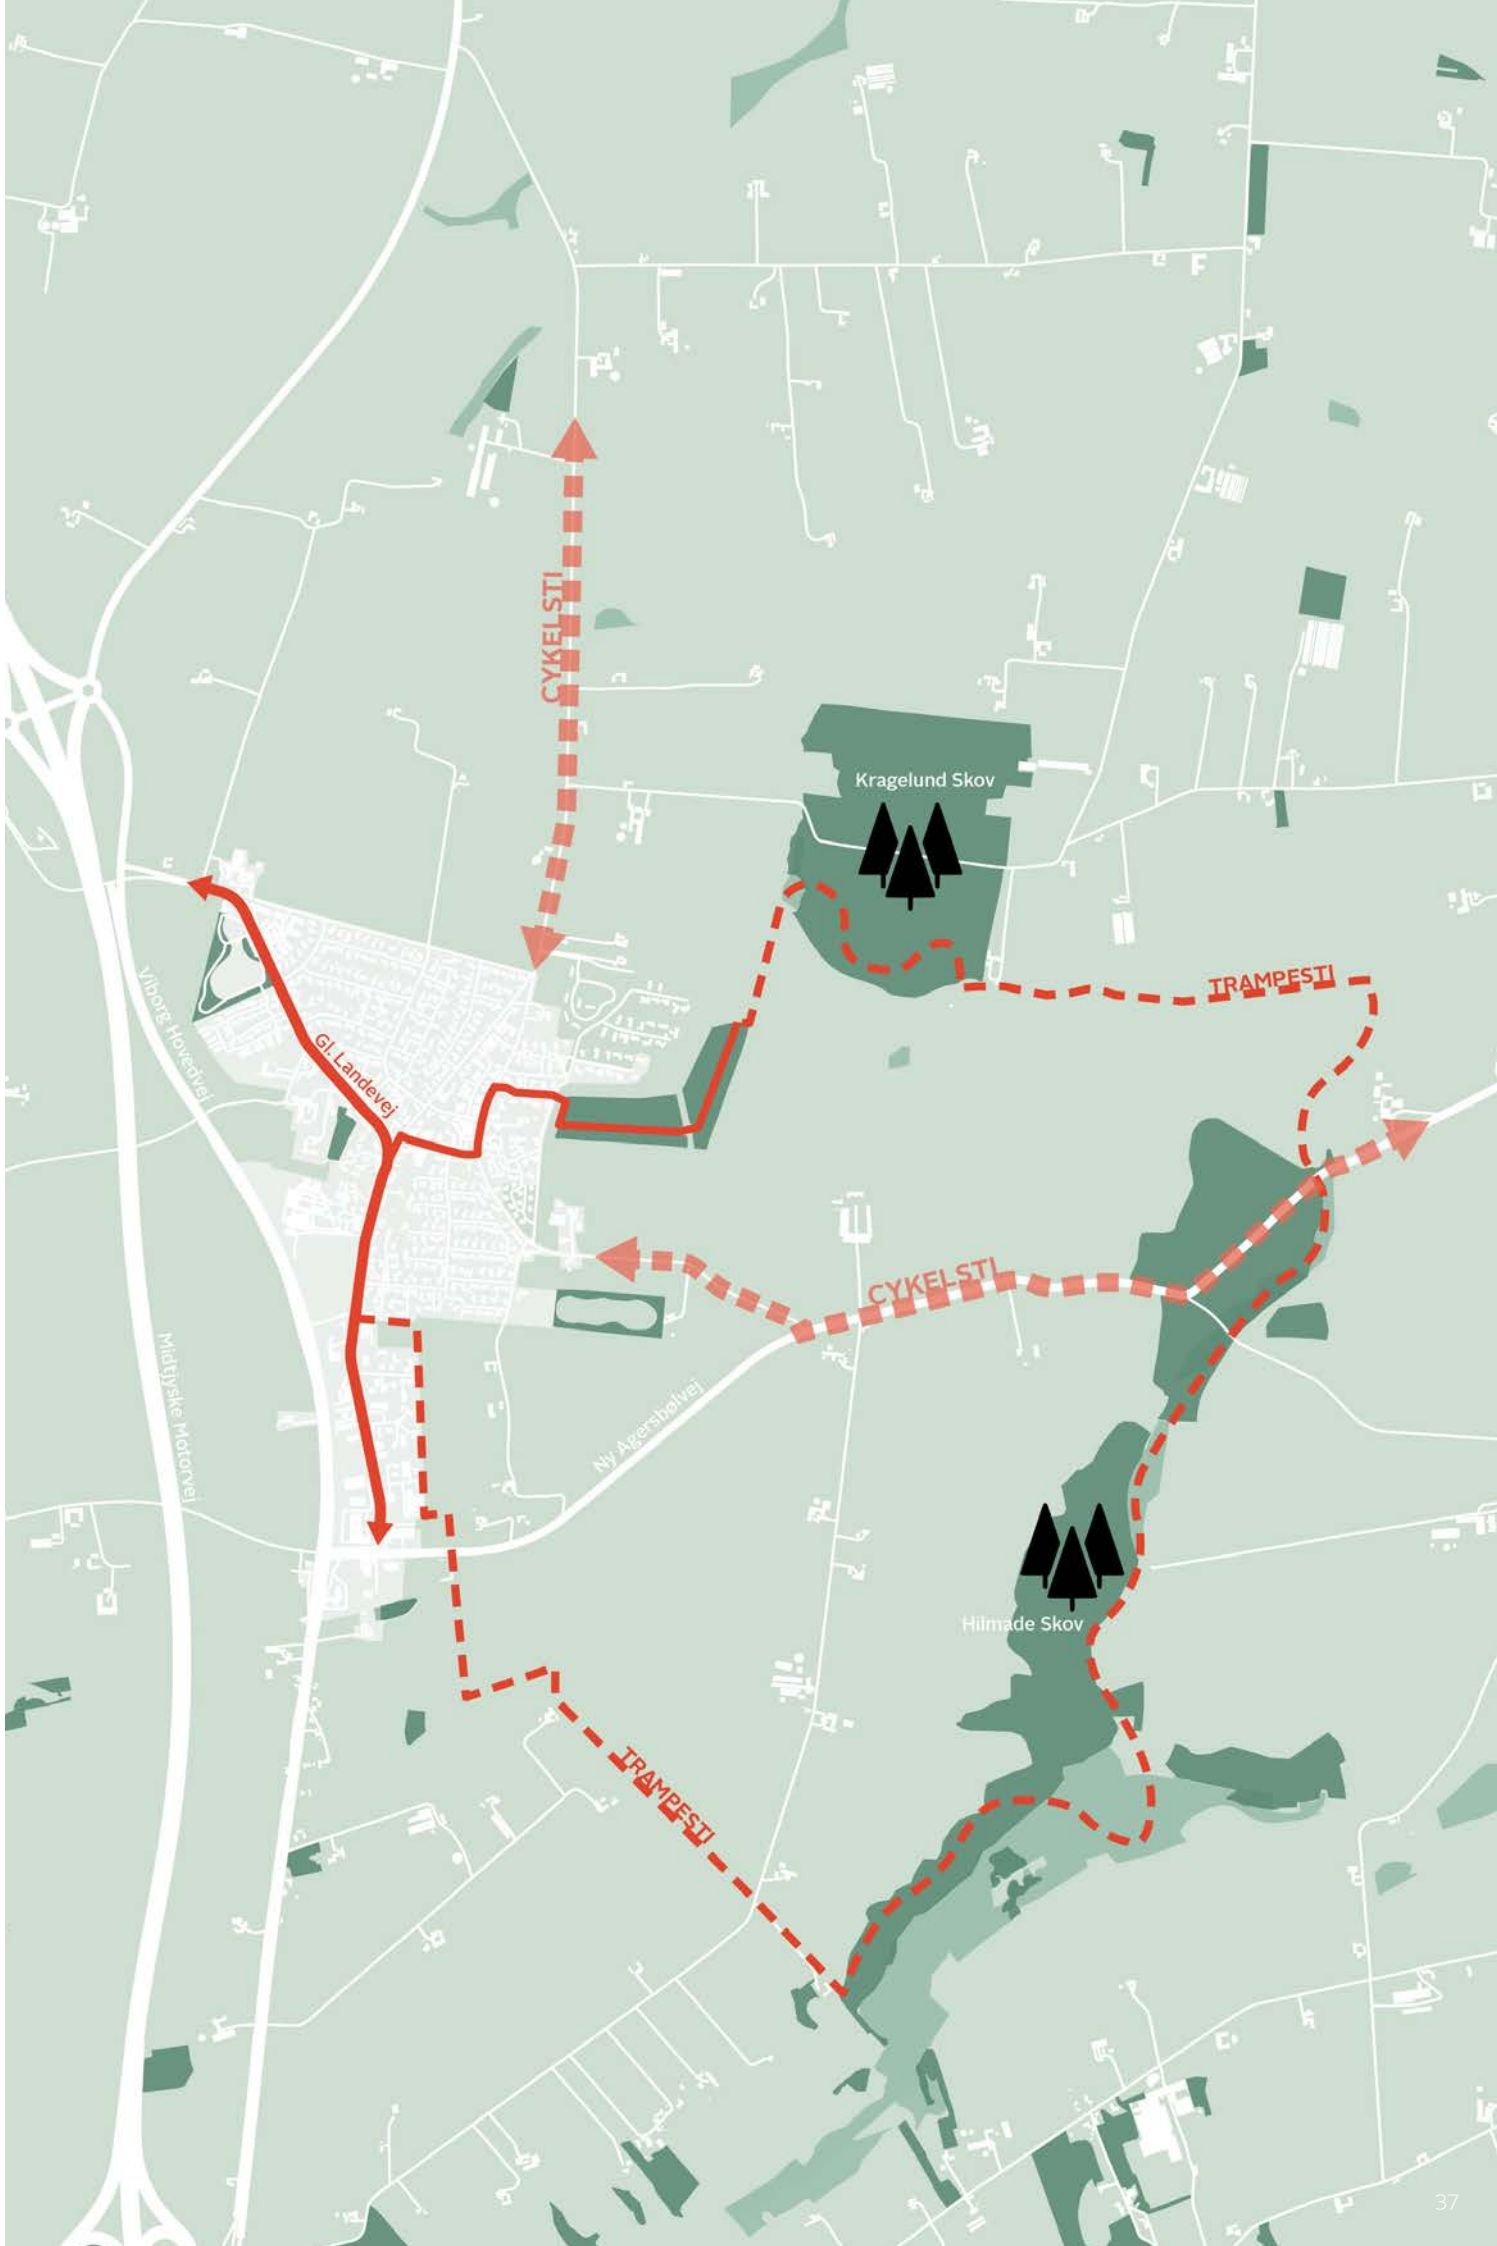 CYKELSTI
Kragelund Skov
TRAMPESTI
Viborg Hovedvej
Gl. Landevej
CYKELSTI
Midtjyske Motorvej
Ny Agersbølvej
Hilmade Skov
TRAMPESTI
37